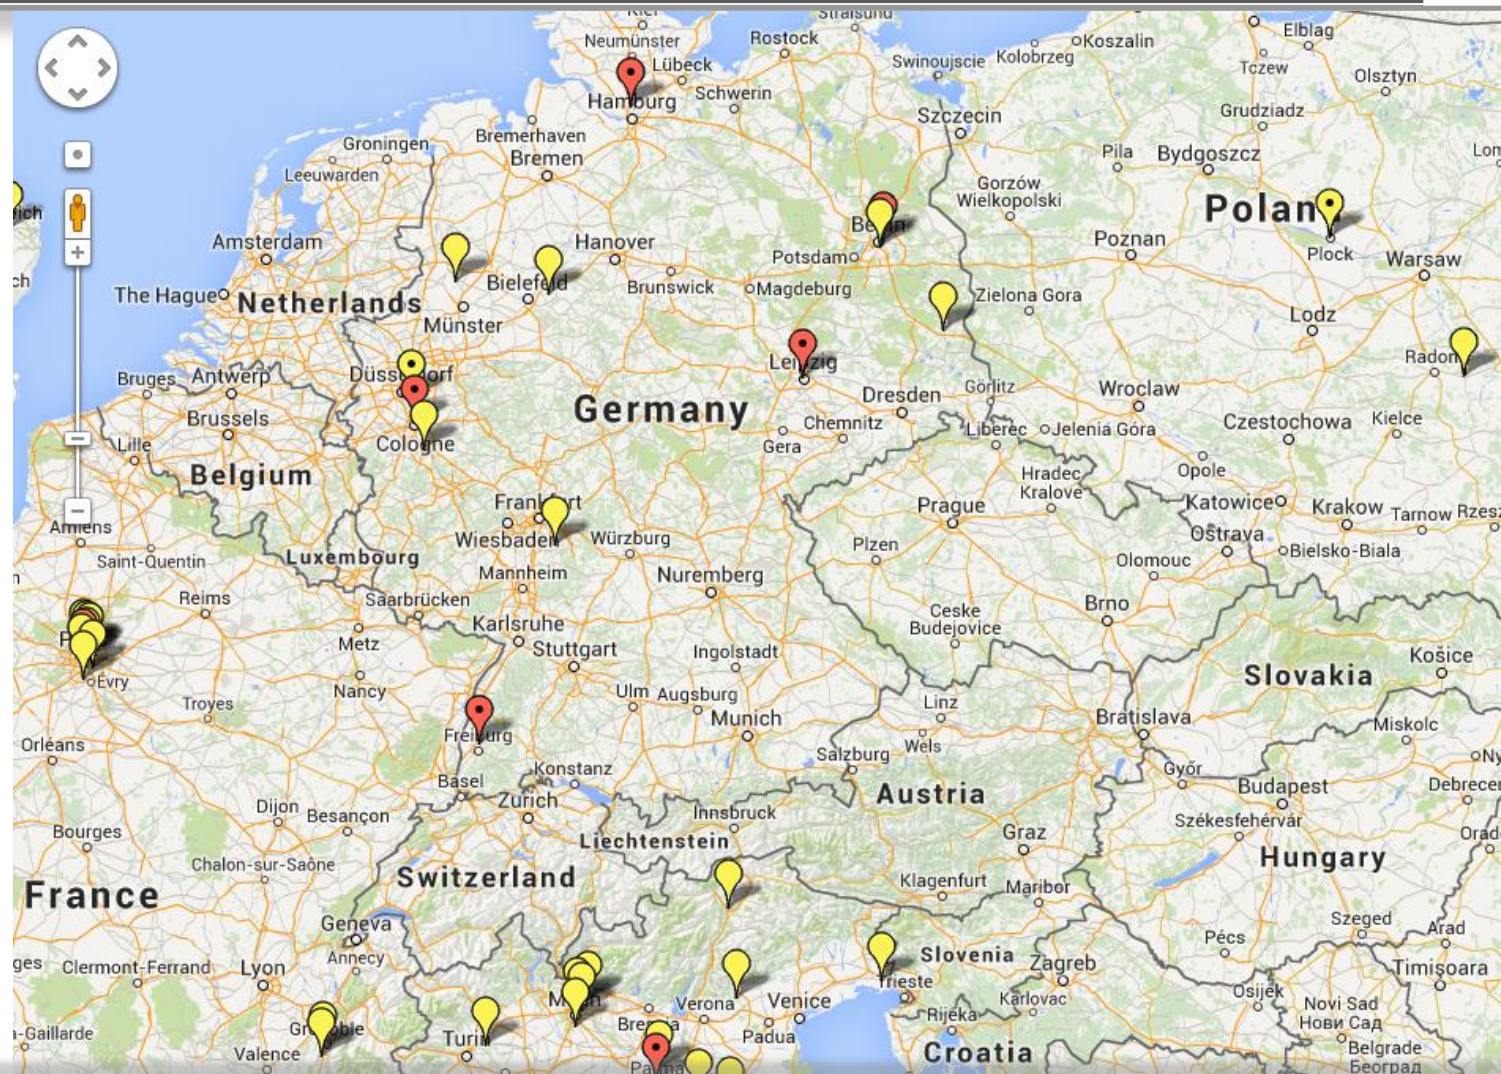 Kiel
Stralsund
Neumünster
Rostock
Elblag
Koszalin
Kolobrzeg
Swinoujscie
Lübeck
Tczew
Olsztyn
Schwerin
Hamburg
Grudziadz
Szczecin
Bremerhaven
Groningen
Bremen
Pila
Bydgoszcz
Leeuwarden
Gorzów
Wielkopolski
Poland
Amsterdam
Hanover
Poznan
Potsdam
Plock
Warsaw
Bielefeld
Brunswick
Magdeburg
Zielona Gora
The Hague
Netherlands
Münster
Lodz
Leipzig
Düsseldorf
Bruges
Antwerp
Görlitz
Wroclaw
Dresden
Germany
Brussels
Chemnitz
Czestochowa
Kielce
Liberec
Jelenia Góra
Cologne
Gera
Lille
Belgium
Hradec
Kralove
Opole
Frankfurt
Prague
Katowice
Krakow
Tarnow
Amiens
Wiesbaden
Würzburg
Ostrava
Plzen
Bielsko-Biala
Saint-Quentin
Luxembourg
Olomouc
Mannheim
Nuremberg
Reims
Saarbrücken
Ceske
Budejovice
Brno
Karlsruhe
Metz
Stuttgart
Ingolstadt
Košice
Slovakia
Évry
Nancy
Ulm
Augsburg
Troyes
Linz
Munich
Bratislava
Miskolc
Freiburg
Orléans
Salzburg
Wels
Konstanz
Győr
Basel
Budapest
Zurich
Austria
Dijon
Besançon
Innsbruck
Székesfehérvár
Bourges
Graz
Liechtenstein
Hungary
Chalon-sur-Saône
Switzerland
Klagenfurt
Maribor
France
Geneva
Szeged
Arad
Pécs
Annecy
Slovenia
Zagreb
Clermont-Ferrand
Lyon
Timișoara
Trieste
Karlovac
Osijek
Verona
Venice
Novi Sad
Нови Сад
Grenoble
Turin
Brescia
Rijeka
Padua
Valence
Croatia
Belgrade
Београд
Parma